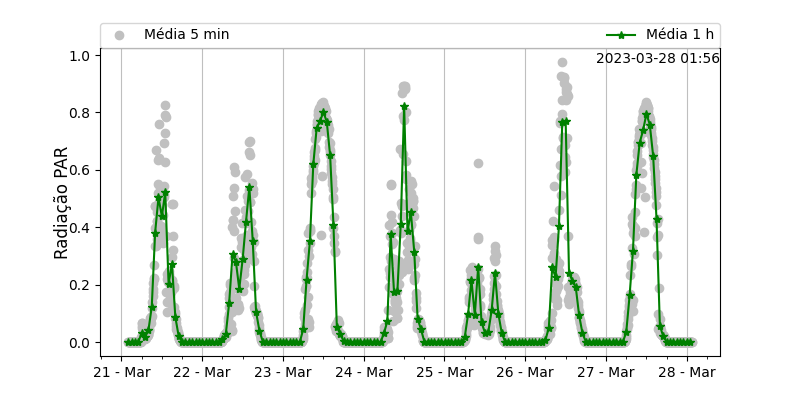 Média 5 min
Média 1 h
2023-03-28 01:56
Radiação PAR
1.0
0.8
0.6
0.4
0.2
0.0
21 - Mar
22 - Mar
23 - Mar
24 - Mar
25 - Mar
26 - Mar
27 - Mar
28 - Mar